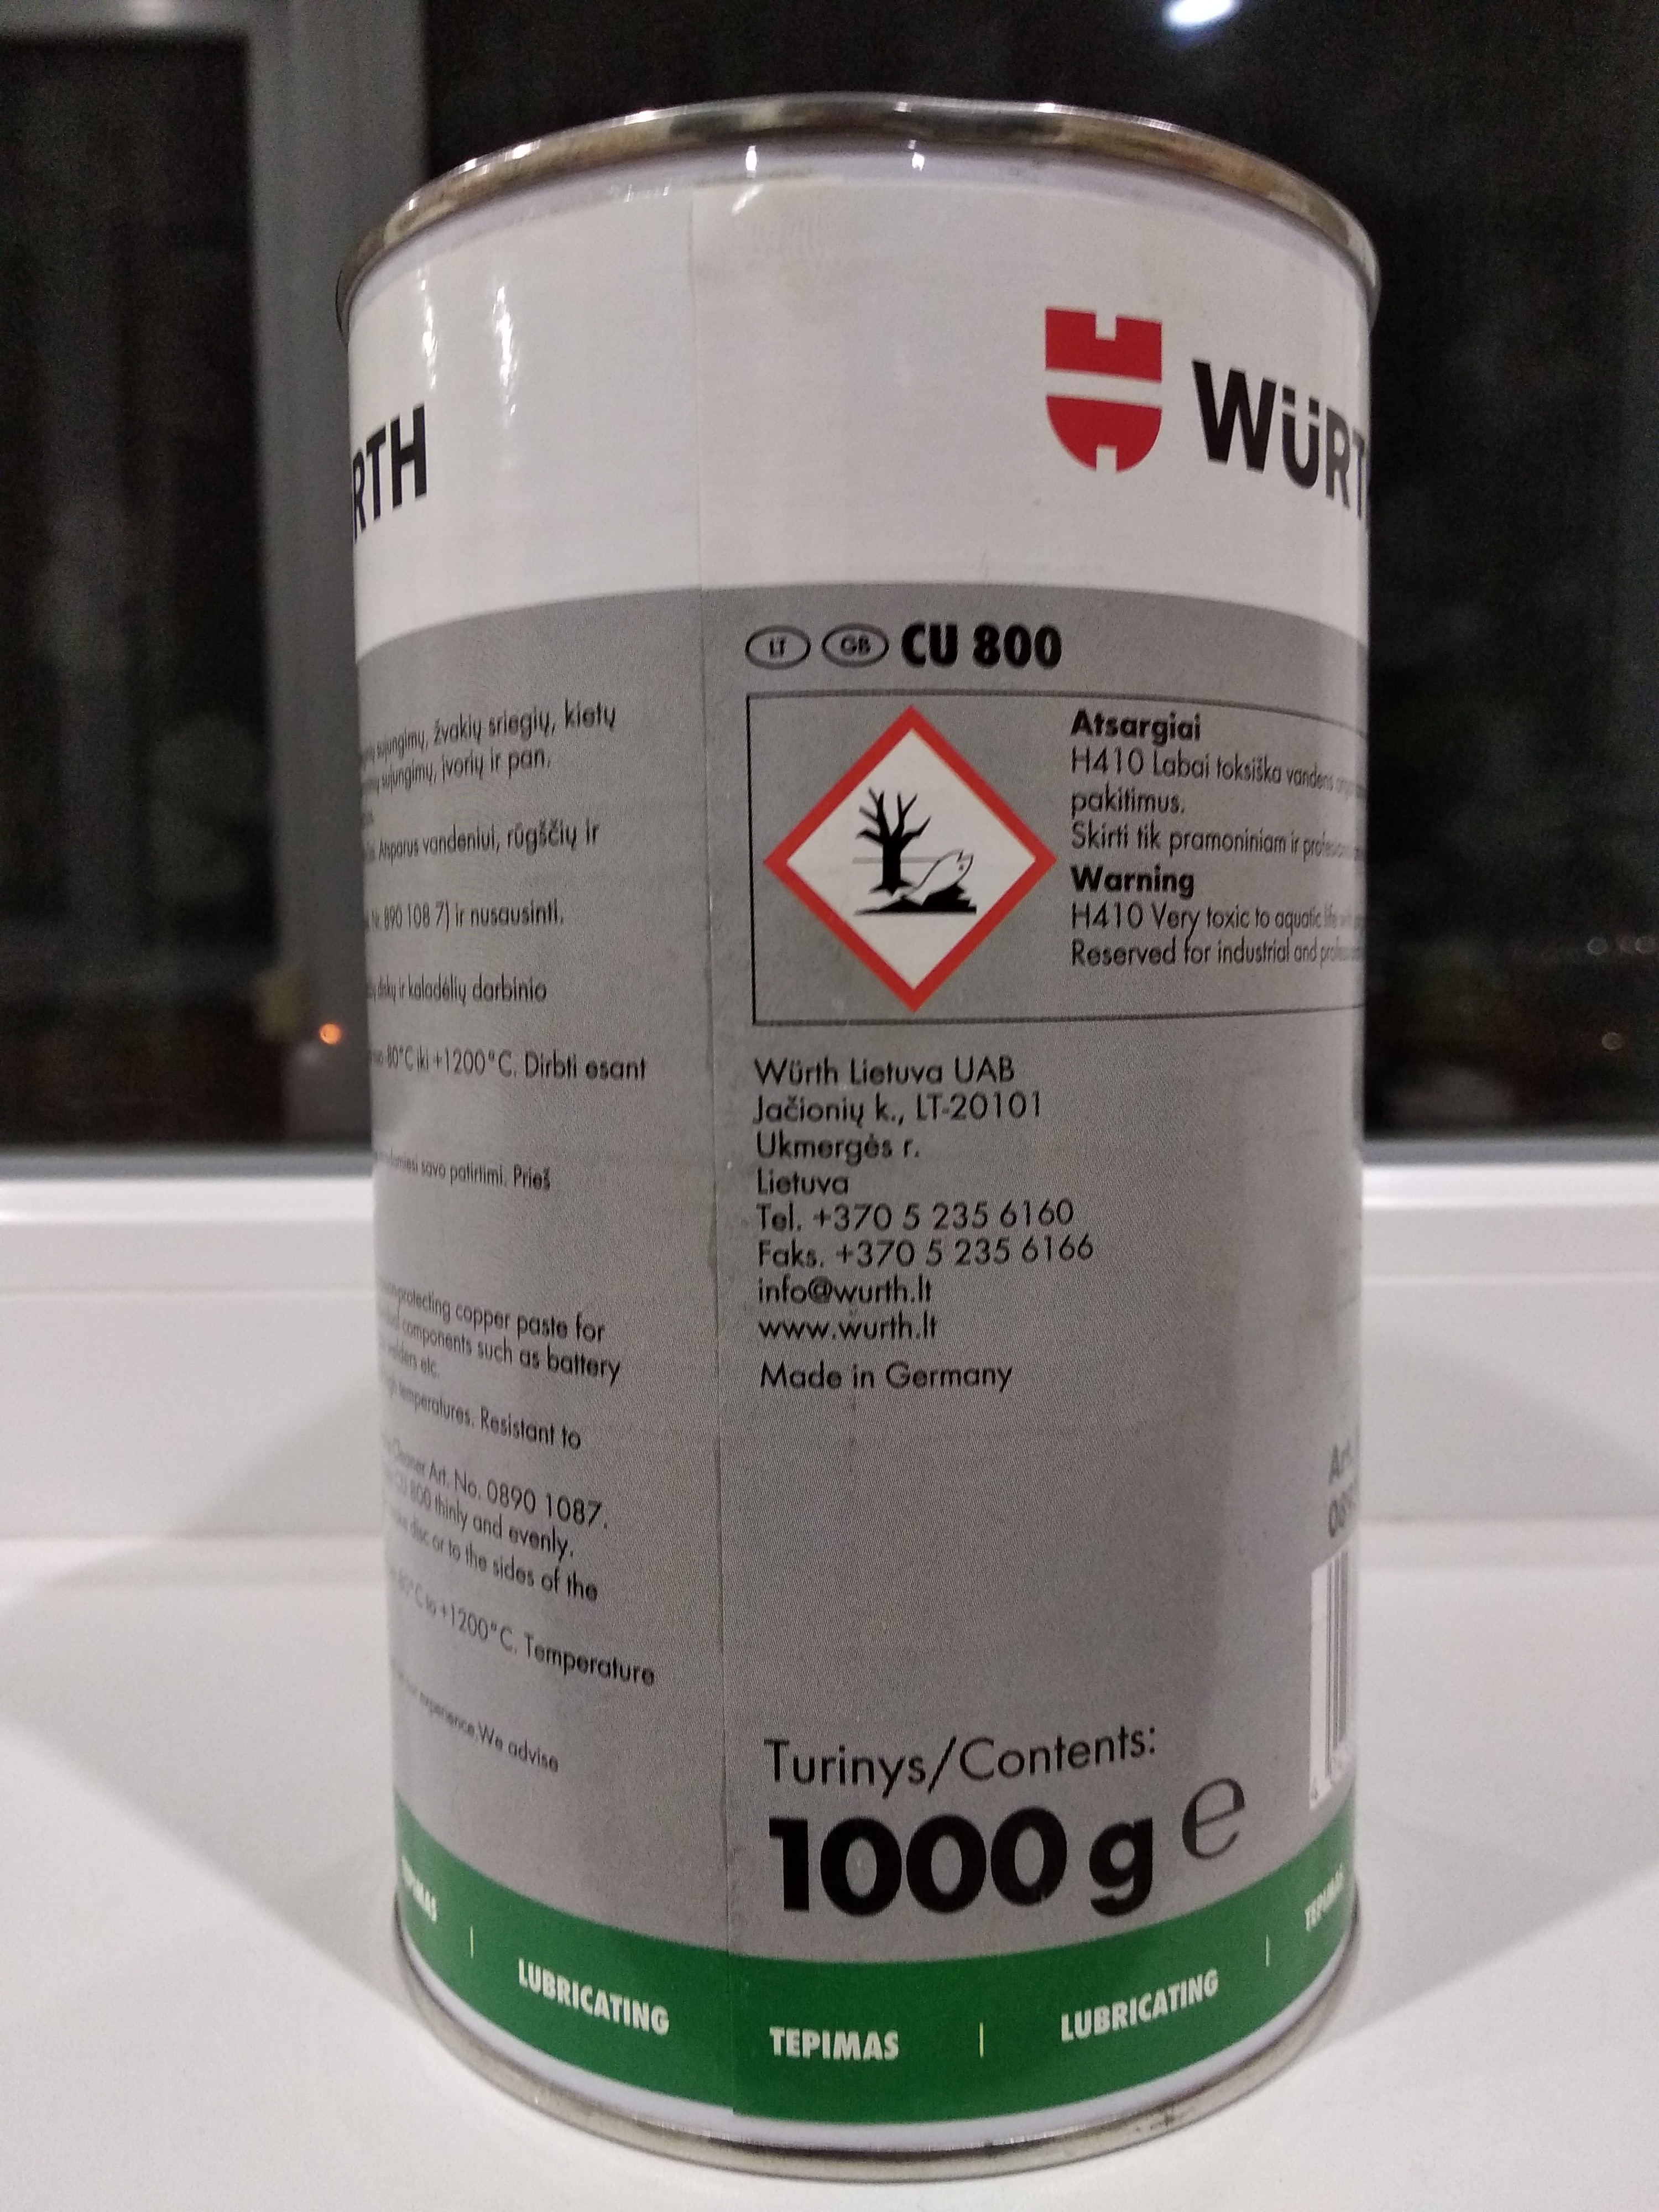 WÜRT
RTH
LT GB CU 800
Atsargiai
H410 Labai toksiška vandens
pakitimus.
Skirti tik pramoniniam ir
Warning
H410 Very toxic to aquatic life
Reserved for industrial and
Würth Lietuva UAB
Jačionių k., LT-20101
Ukmergės r.
Lietuva
Tel. +370 5 235 6160
Faks. +370 5 235 6166
info@wurth.lt
www.wurth.lt
Made in Germany
Turinys/Contents:
1000 g e
sujungimų, žvakių sriegių, kietų
sujungimų, įvorių ir pan.
Atsparus vandeniui, rūgščių ir
Nr. 890 108 7) ir nusausinti.
diskų ir kaladėlių darbinio
-80°C iki +1200°C. Dirbti esant
savo patirtimi. Prieš
protecting copper paste for
components such as battery
welders etc.
temperatures. Resistant to
Cleaner Art. No. 0890 1087.
CU 800 thinly and evenly.
disc or to the sides of the
to +1200°C. Temperature
experience.We advise
LUBRICATING
TEPIMAS | LUBRICATING |